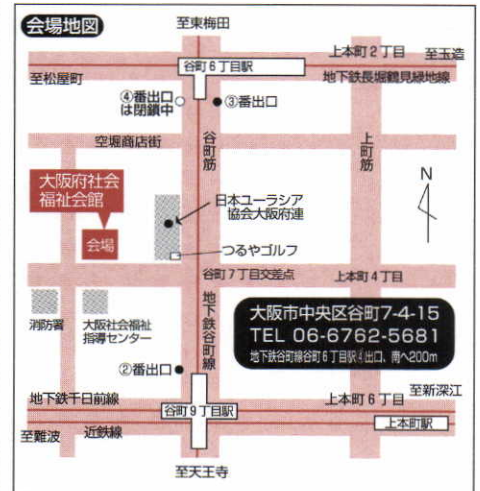 会場地図
至東梅田
上本町2丁目
至玉造
谷町6丁目駅
至松屋町
地下鉄長堀鶴見緑地線
④番出口
は閉鎖中
③番出口
空堀商店街
谷町筋
上町筋
N
大阪府社会
福祉会館
会場
日本ユーラシア
協会大阪府連
つるやゴルフ
谷町7丁目交差点
上本町4丁目
消防署
大阪社会福祉
指導センター
地下鉄谷町線
大阪市中央区谷町7-4-15
TEL 06-6762-5681
地下鉄谷町線谷町6丁目駅④出口、南へ200m
②番出口
至新深江
地下鉄千日前線
上本町6丁目
谷町9丁目駅
上本町駅
至難波
近鉄線
至天王寺